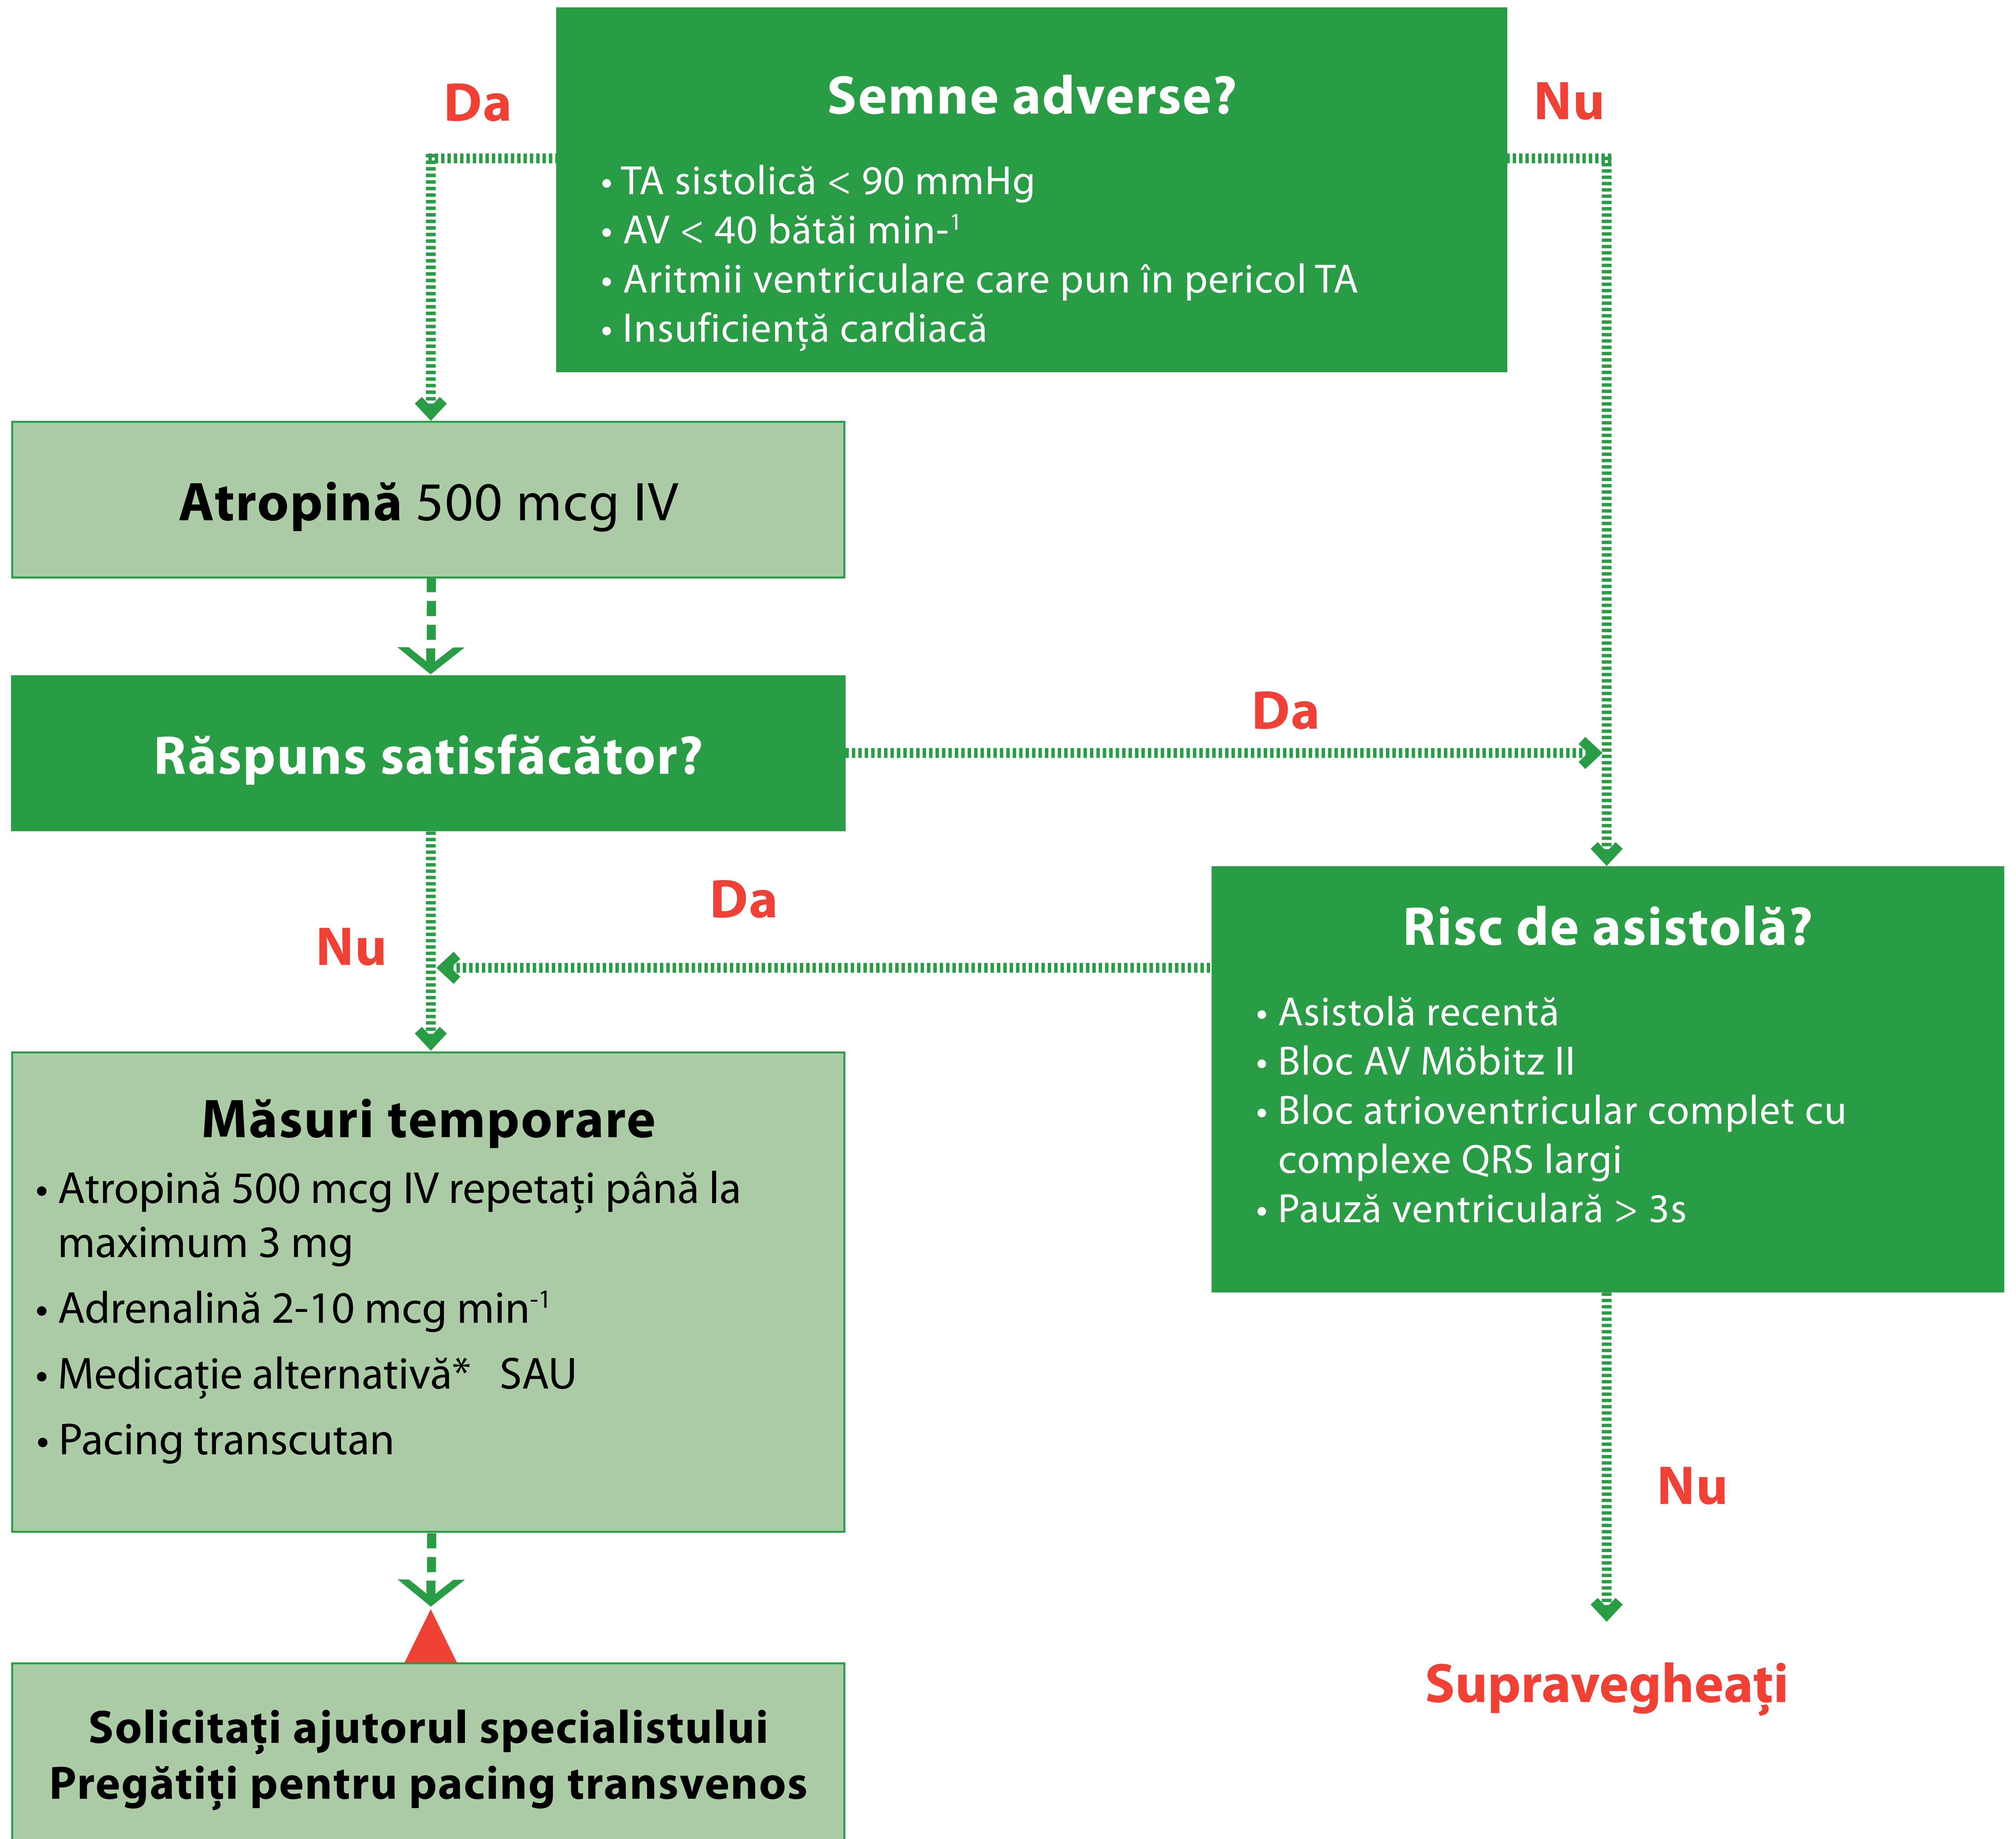 Semne adverse?
Da
Nu
• TA sistolică < 90 mmHg
• AV < 40 bătăi min-¹
• Aritmii ventriculare care pun în pericol TA
• Insuficiență cardiacă
Atropină 500 mcg IV
Răspuns satisfăcător?
Da
Nu
Da
Risc de asistolă?
• Asistolă recentă
• Bloc AV Möbitz II
• Bloc atrioventricular complet cu
complexe QRS largi
• Pauză ventriculară > 3s
Măsuri temporare
• Atropină 500 mcg IV repetați până la
maximum 3 mg
• Adrenalină 2-10 mcg min⁻¹
• Medicație alternativă* SAU
• Pacing transcutan
Nu
Supravegheați
Solicitați ajutorul specialistului
Pregătiți pentru pacing transvenos